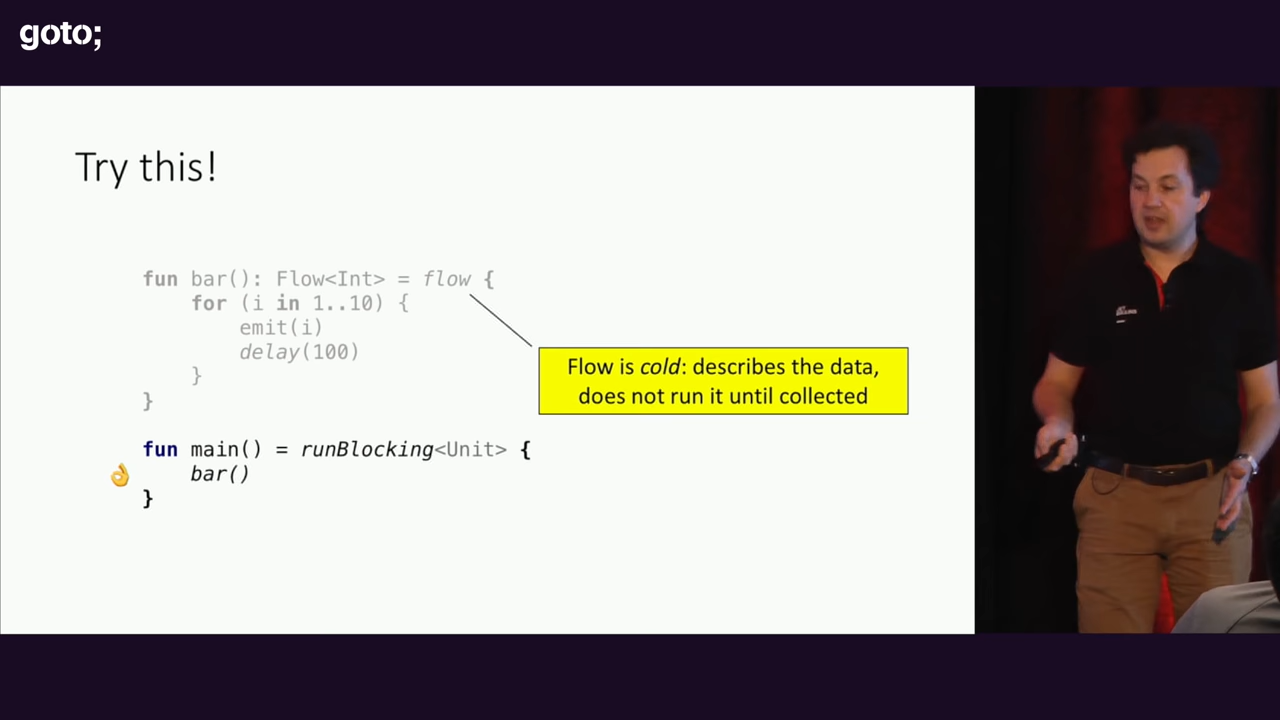 goto;
Try this!
fun bar(): Flow<Int> = flow {
for (i in 1..10) {
emit(i)
delay(100)
}
}
Flow is cold: describes the data,
does not run it until collected
fun main() = runBlocking<Unit> {
bar()
}